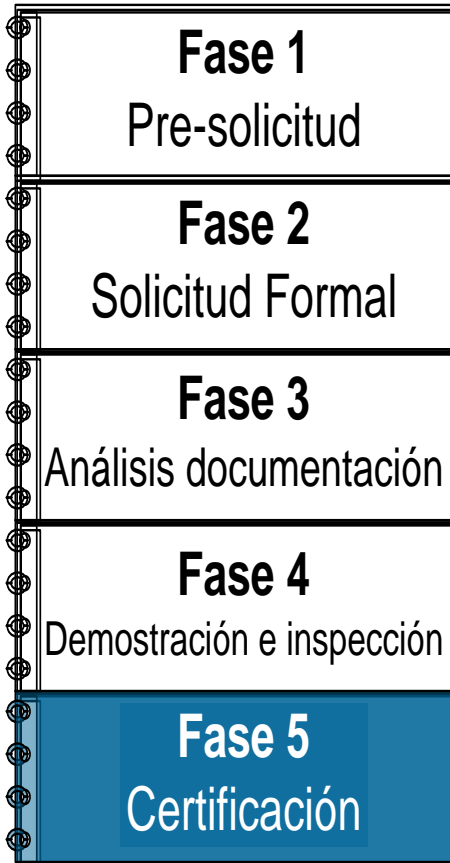 Fase 1
Pre-solicitud
Fase 2
Solicitud Formal
Fase 3
Análisis documentación
Fase 4
Demostración e inspección
Fase 5
Certificación